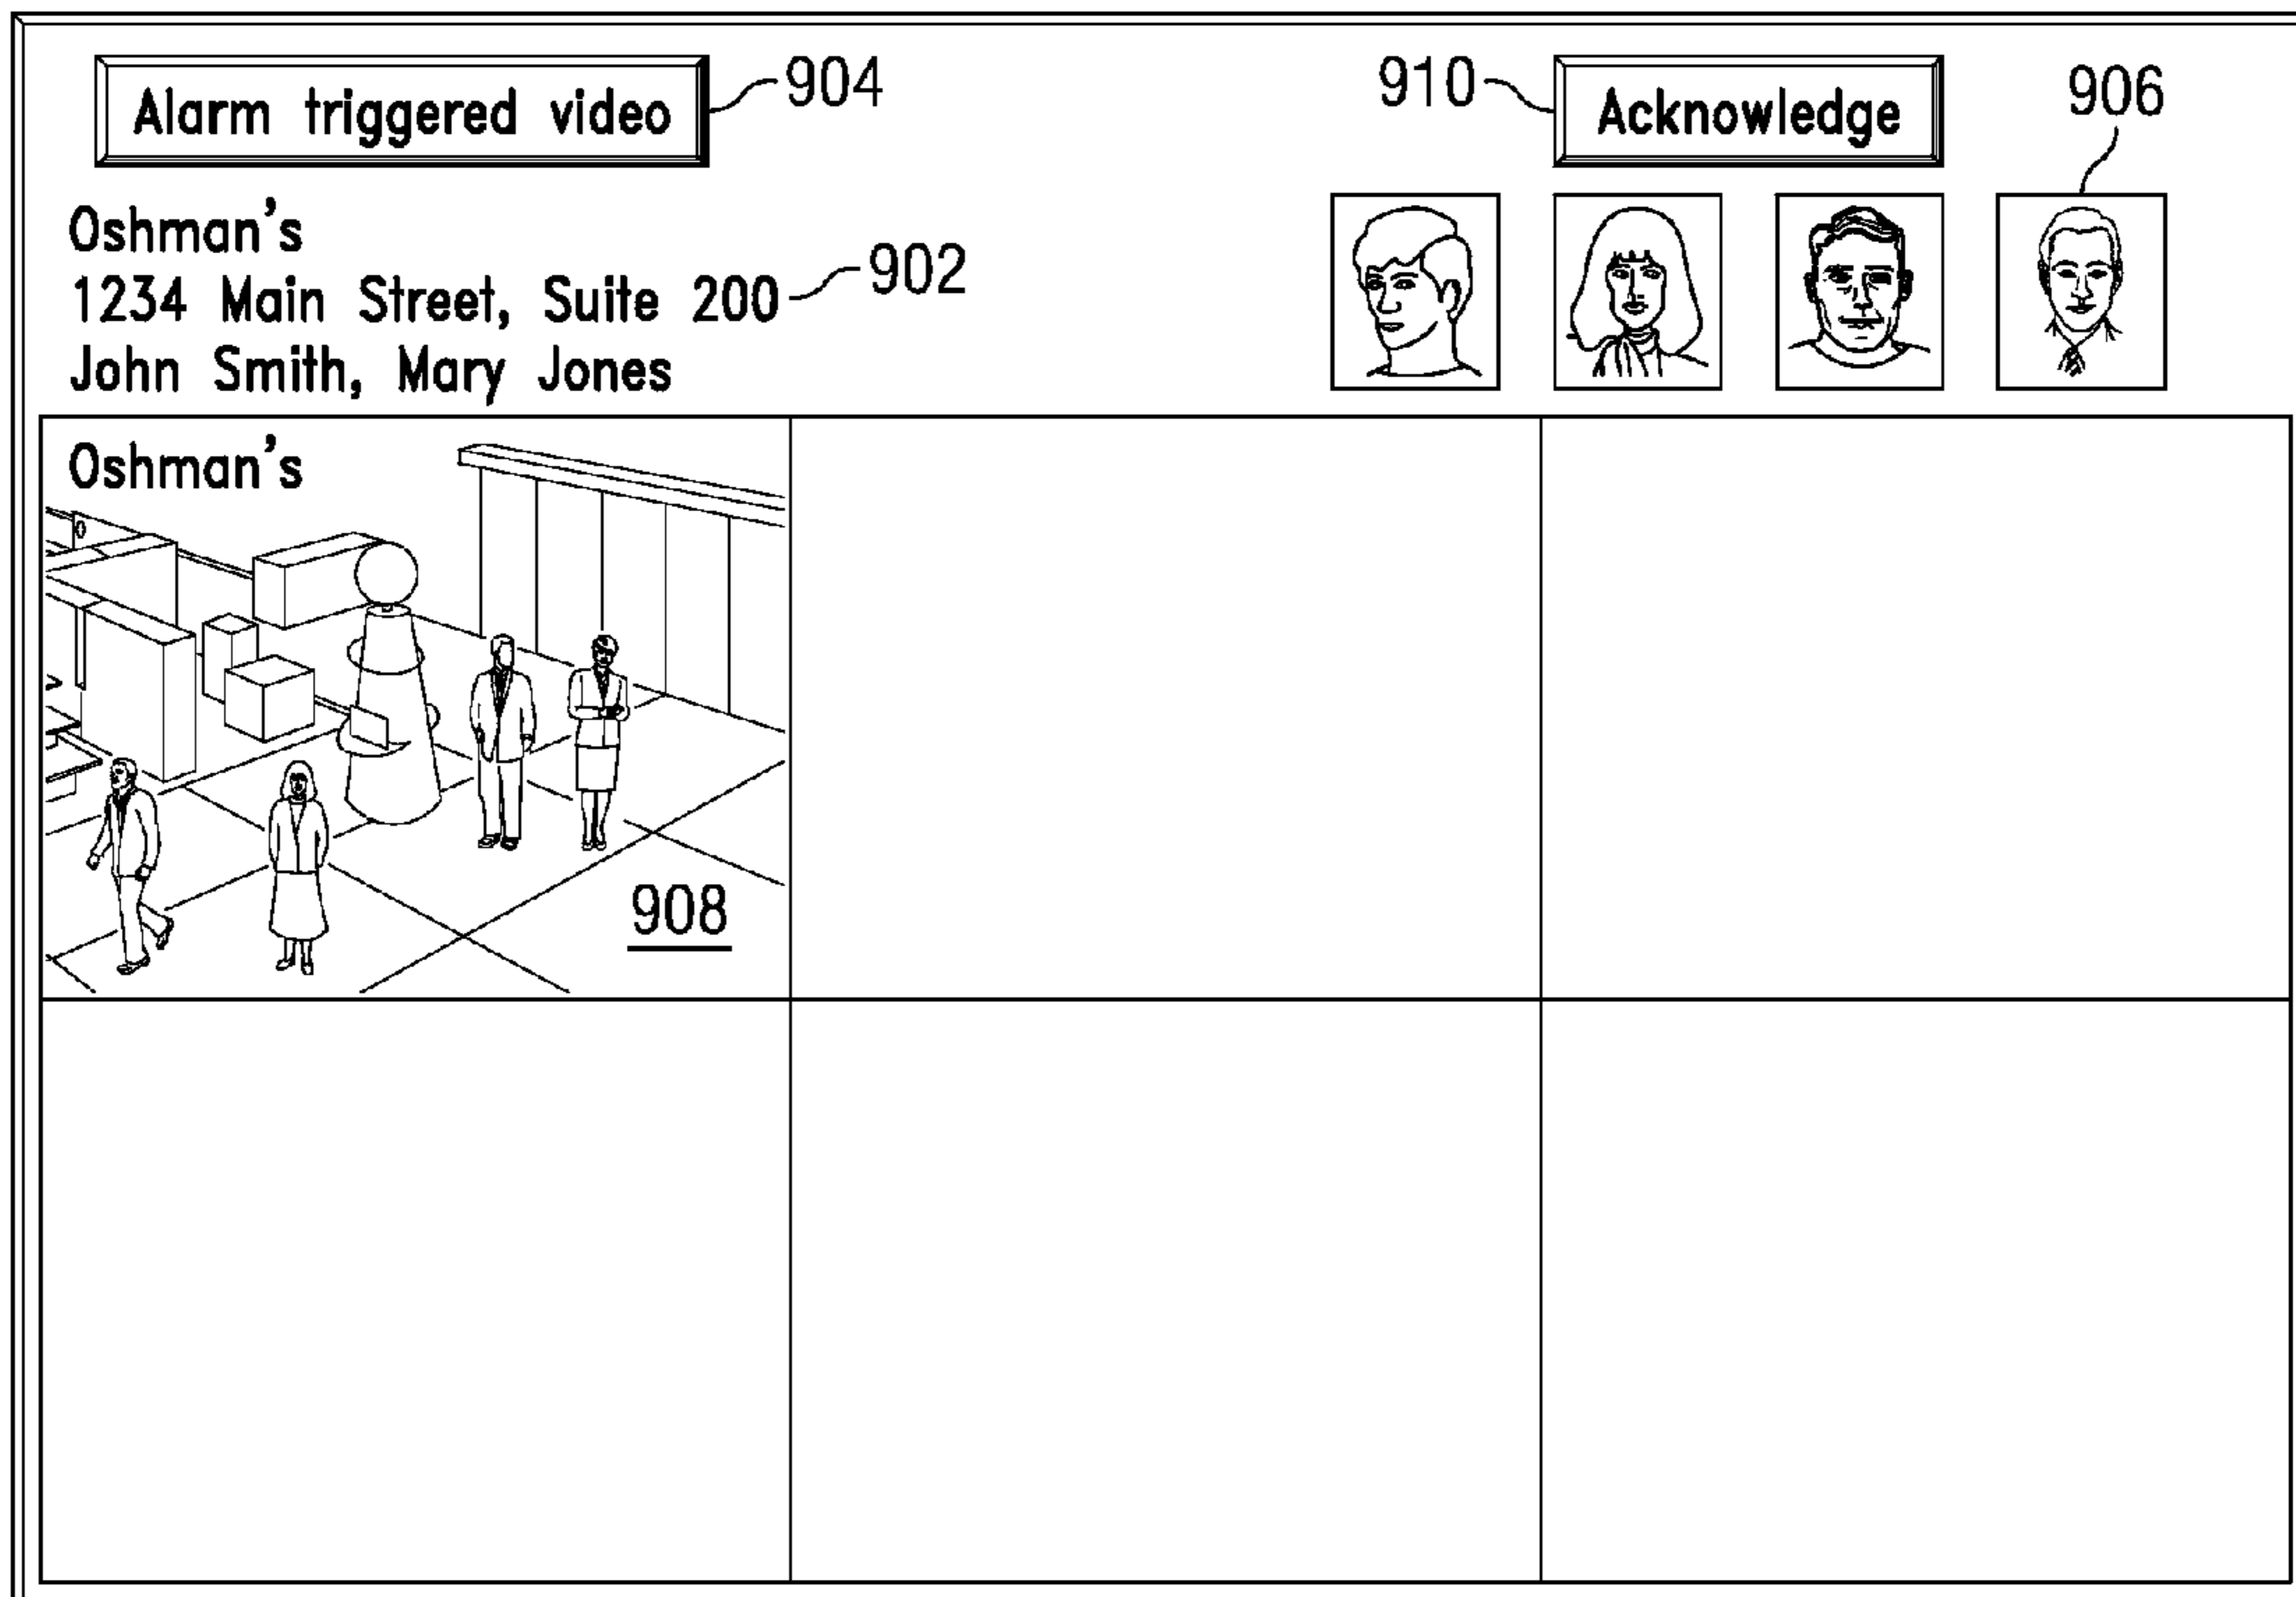 Alarm triggered video 904
910 Acknowledge 906
Oshman's
1234 Main Street, Suite 200 902
John Smith, Mary Jones
Oshman's
908